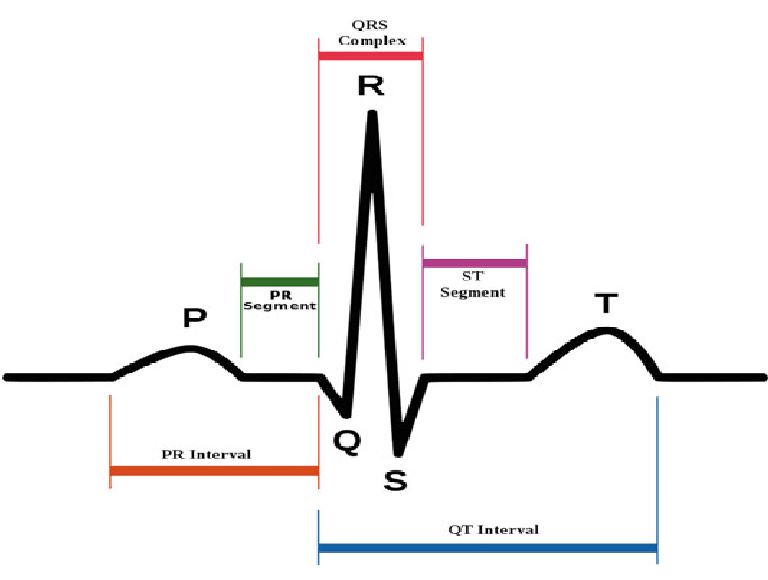 QRS
Complex
R
PR
Segment
ST
Segment
P
T
Q
PR Interval
S
QT Interval